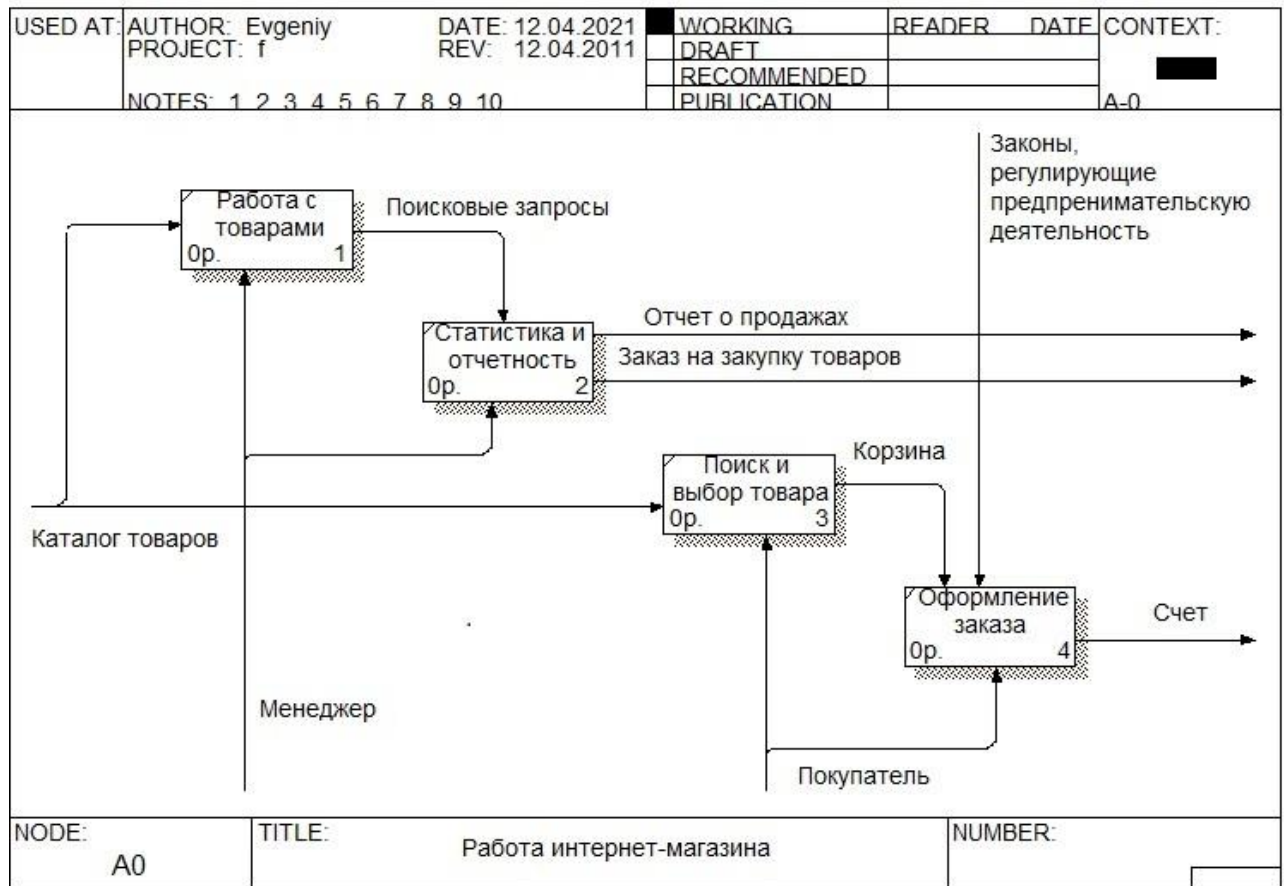 USED AT: AUTHOR: Evgeniy DATE: 12.04.2021 WORKING READER DATE CONTEXT:
PROJECT: f REV: 12.04.2011 DRAFT
RECOMMENDED
NOTES: 1 2 3 4 5 6 7 8 9 10 PUBLICATION A-0
Законы,
регулирующие
предпренимательскую
деятельность
Работа с
товарами
0р. 1
Поисковые запросы
Статистика и
отчетность
0р. 2
Отчет о продажах
Заказ на закупку товаров
Поиск и
выбор товара
0р. 3
Корзина
Каталог товаров
Оформление
заказа
0р. 4
Счет
Менеджер
Покупатель
NODE: TITLE: NUMBER:
A0 Работа интернет-магазина